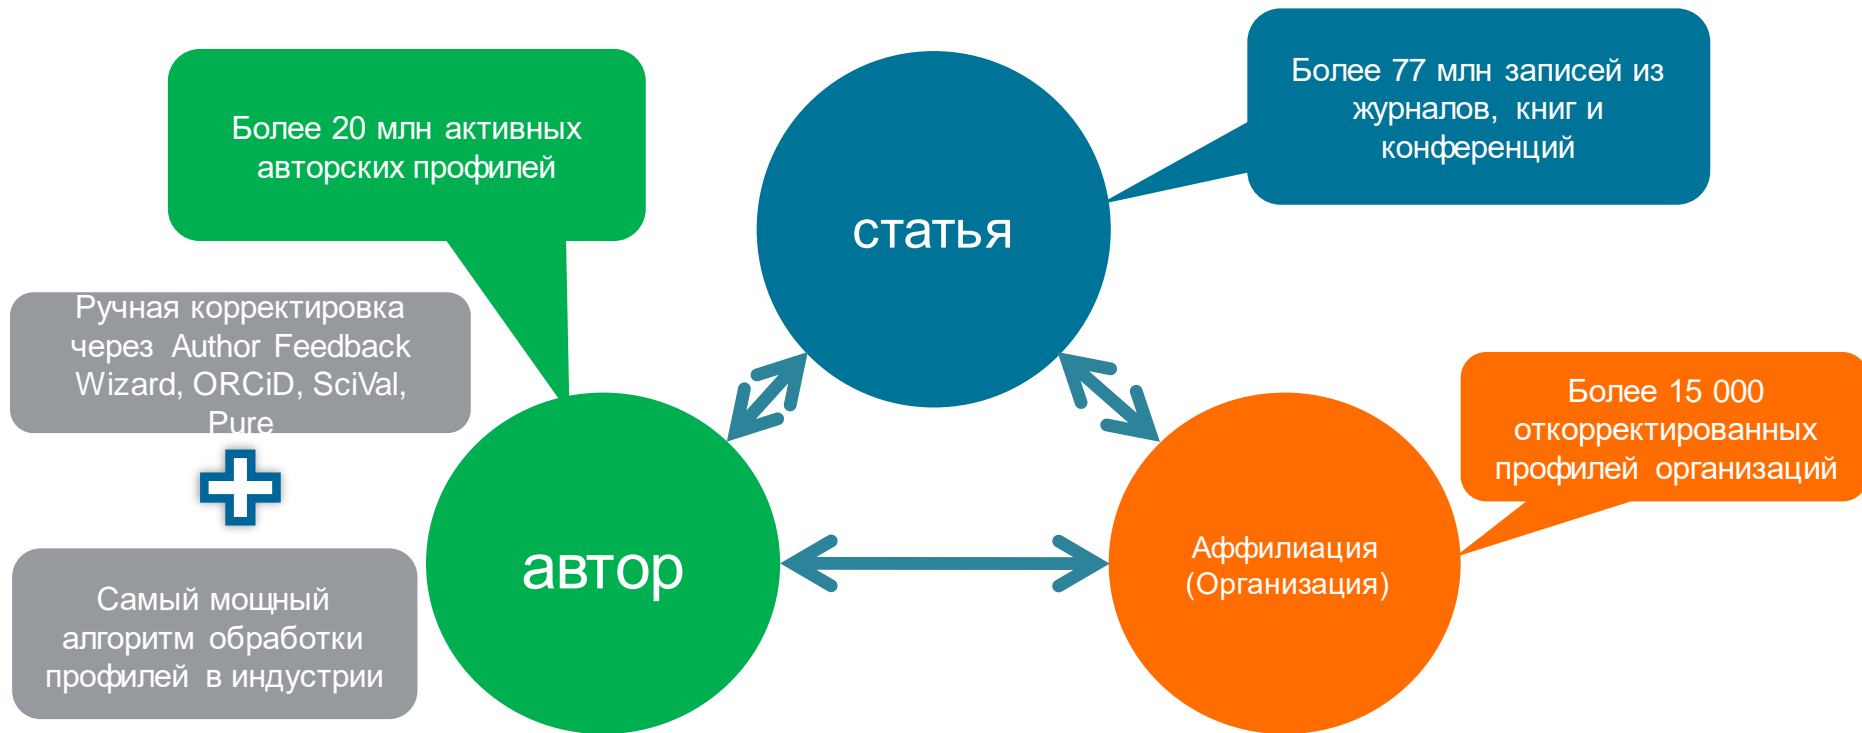 Более 77 млн записей из
журналов, книг и
конференций
Более 20 млн активных
авторских профилей
статья
Ручная корректировка
через Author Feedback
Wizard, ORCiD, SciVal,
Pure
Более 15 000
откорректированных
профилей организаций
автор
Аффилиация
(Организация)
Самый мощный
алгоритм обработки
профилей в индустрии